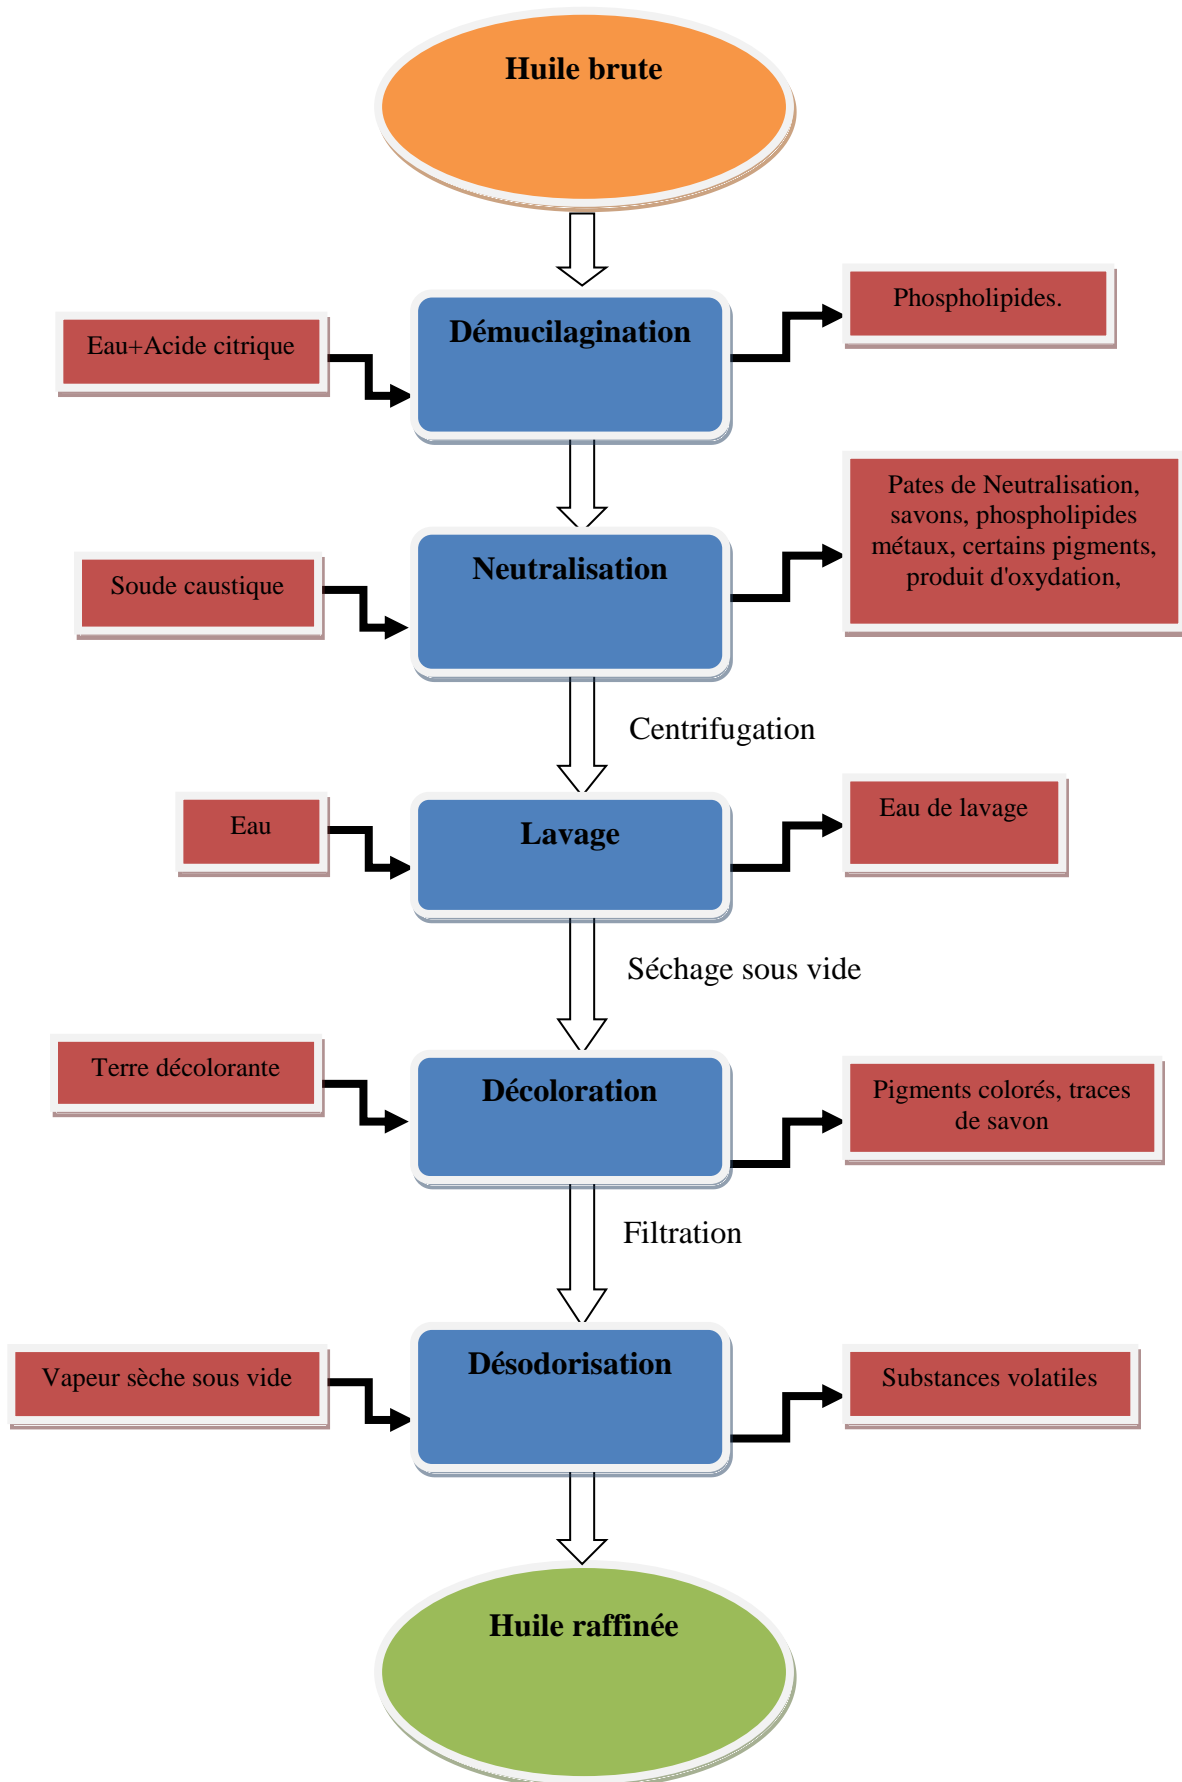 Huile brute
Démucilagination
Eau+Acide citrique
Phospholipides.
Neutralisation
Soude caustique
Pates de Neutralisation,
savons, phospholipides
métaux, certains pigments,
produit d'oxydation,
Centrifugation
Lavage
Eau
Eau de lavage
Séchage sous vide
Décoloration
Terre décolorante
Pigments colorés, traces
de savon
Filtration
Désodorisation
Vapeur sèche sous vide
Substances volatiles
Huile raffinée